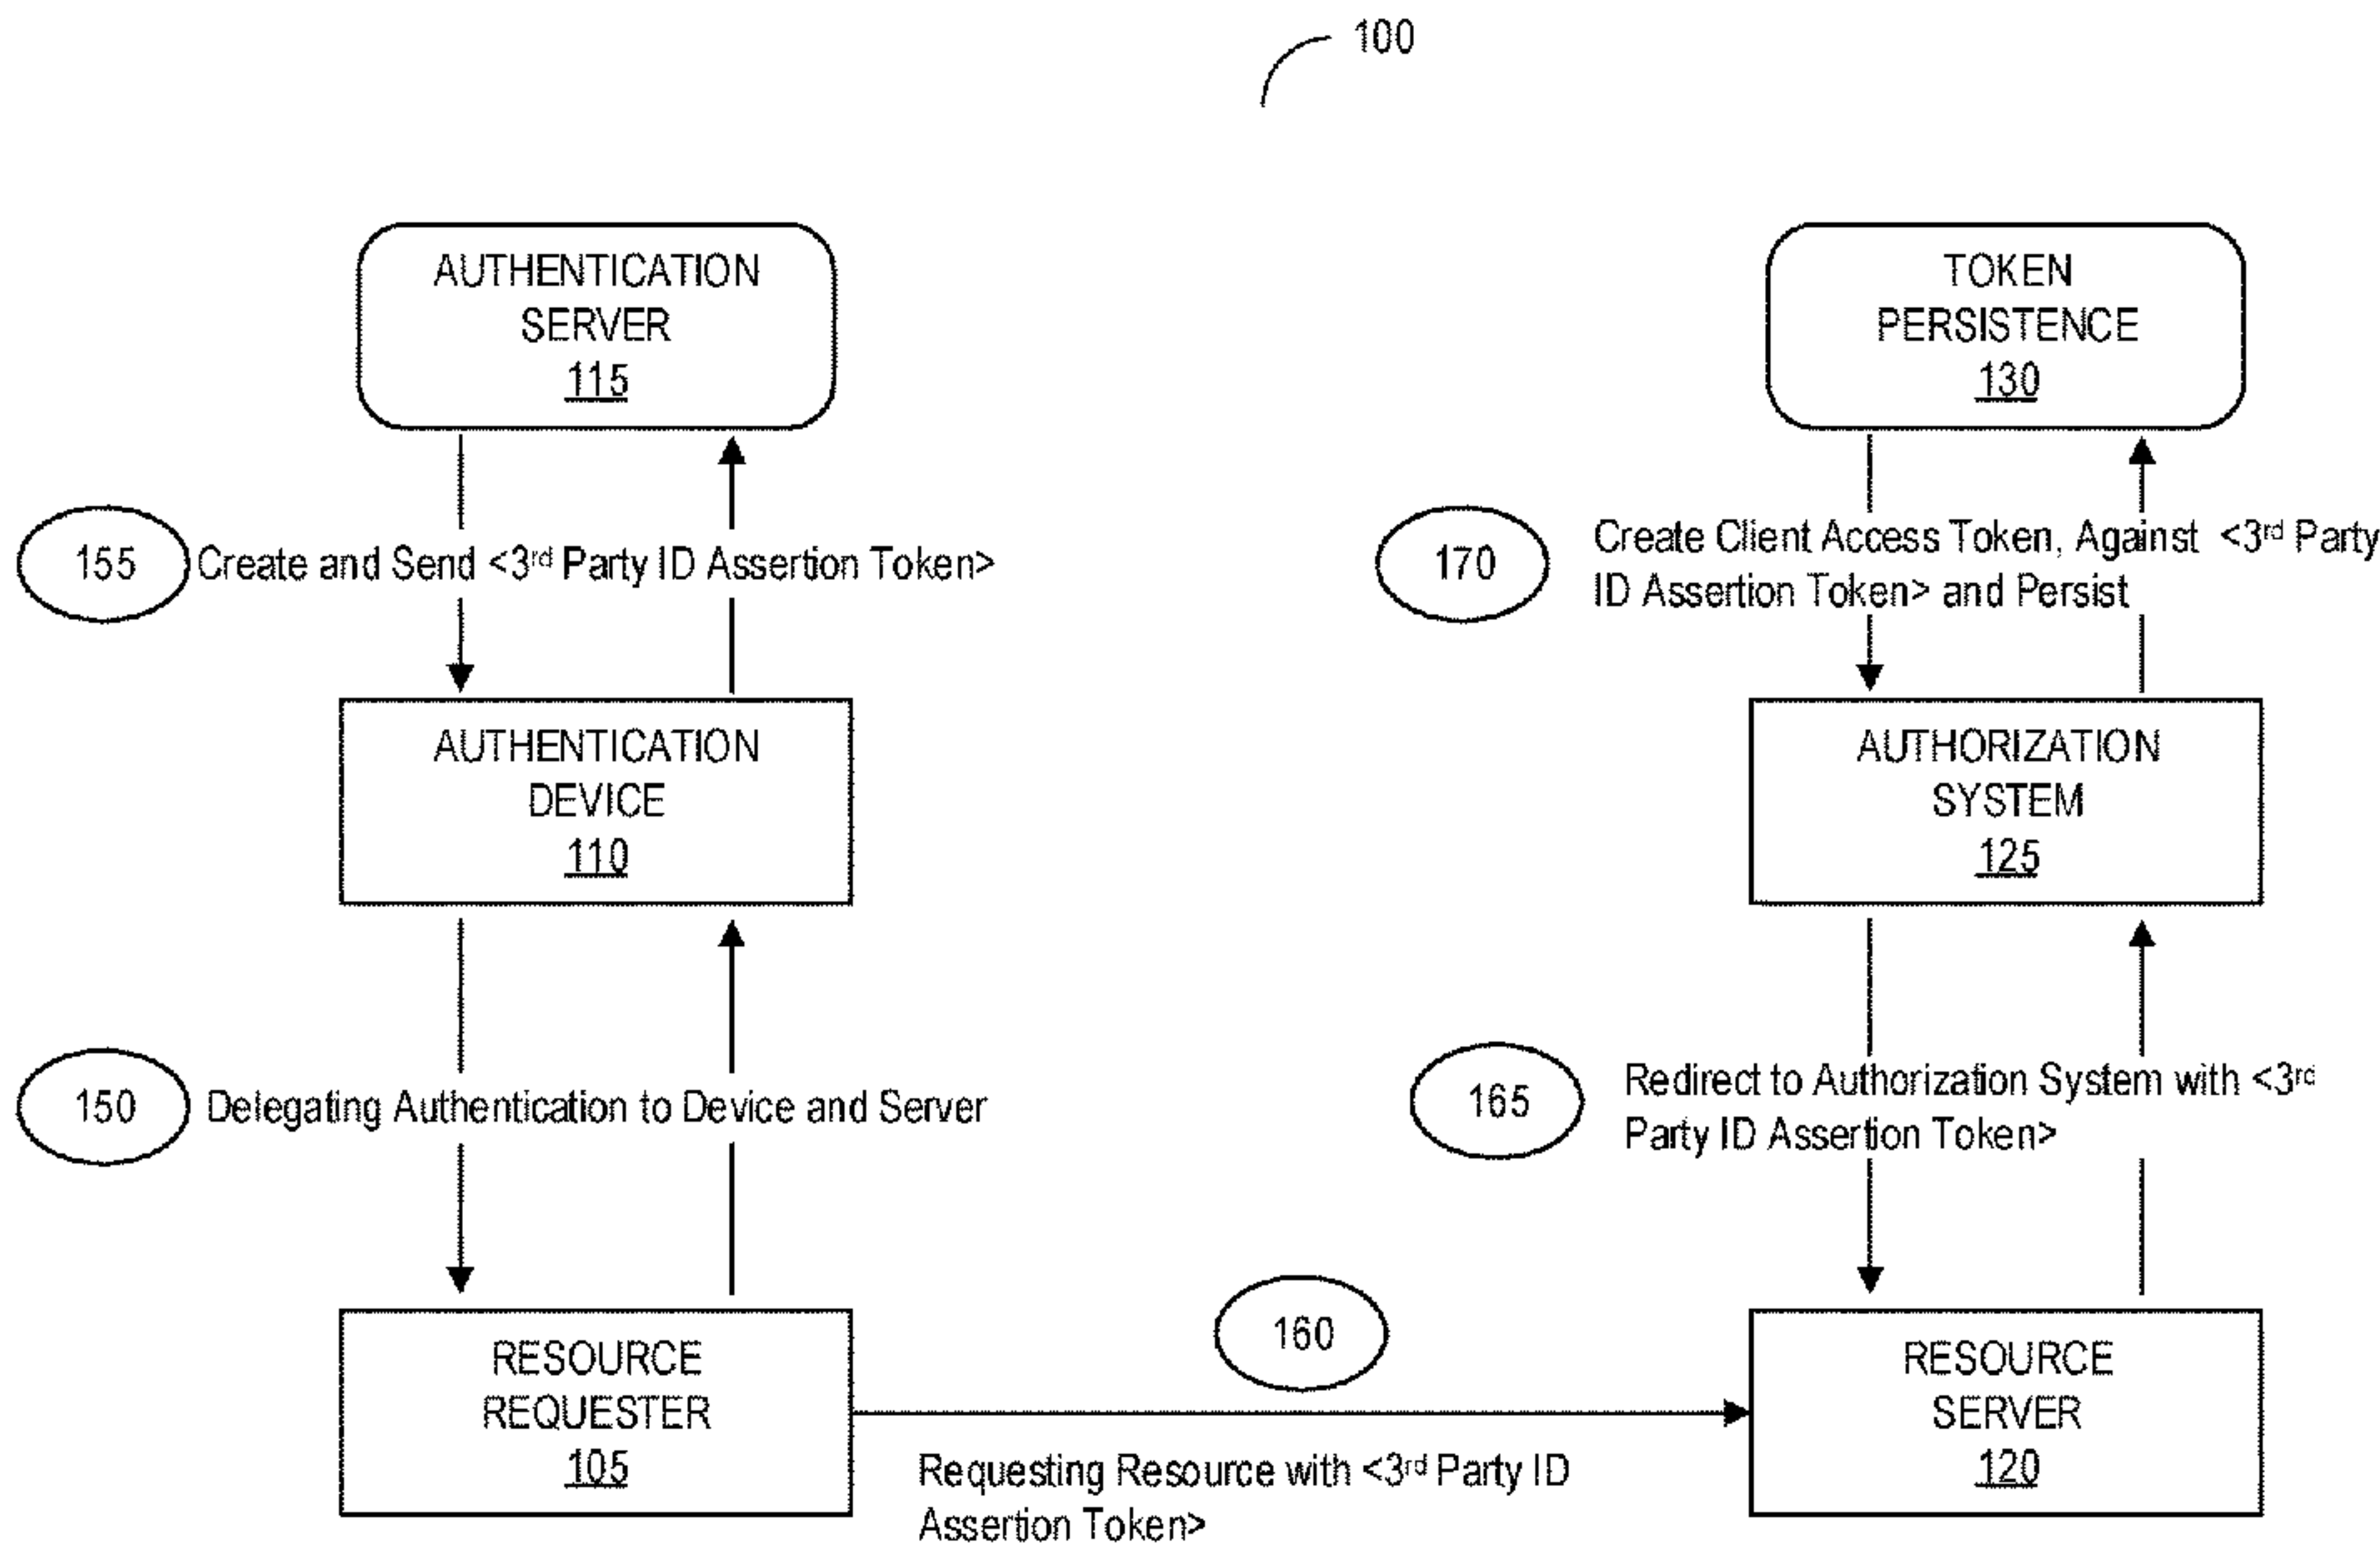 100
AUTHENTICATION
SERVER
115
TOKEN
PERSISTENCE
130
155
Create and Send <3rd Party ID Assertion Token>
170
Create Client Access Token, Against <3rd Party
ID Assertion Token> and Persist
AUTHENTICATION
DEVICE
110
AUTHORIZATION
SYSTEM
125
150
Delegating Authentication to Device and Server
165
Redirect to Authorization System with <3rd
Party ID Assertion Token>
RESOURCE
REQUESTER
105
160
Requesting Resource with <3rd Party ID
Assertion Token>
RESOURCE
SERVER
120